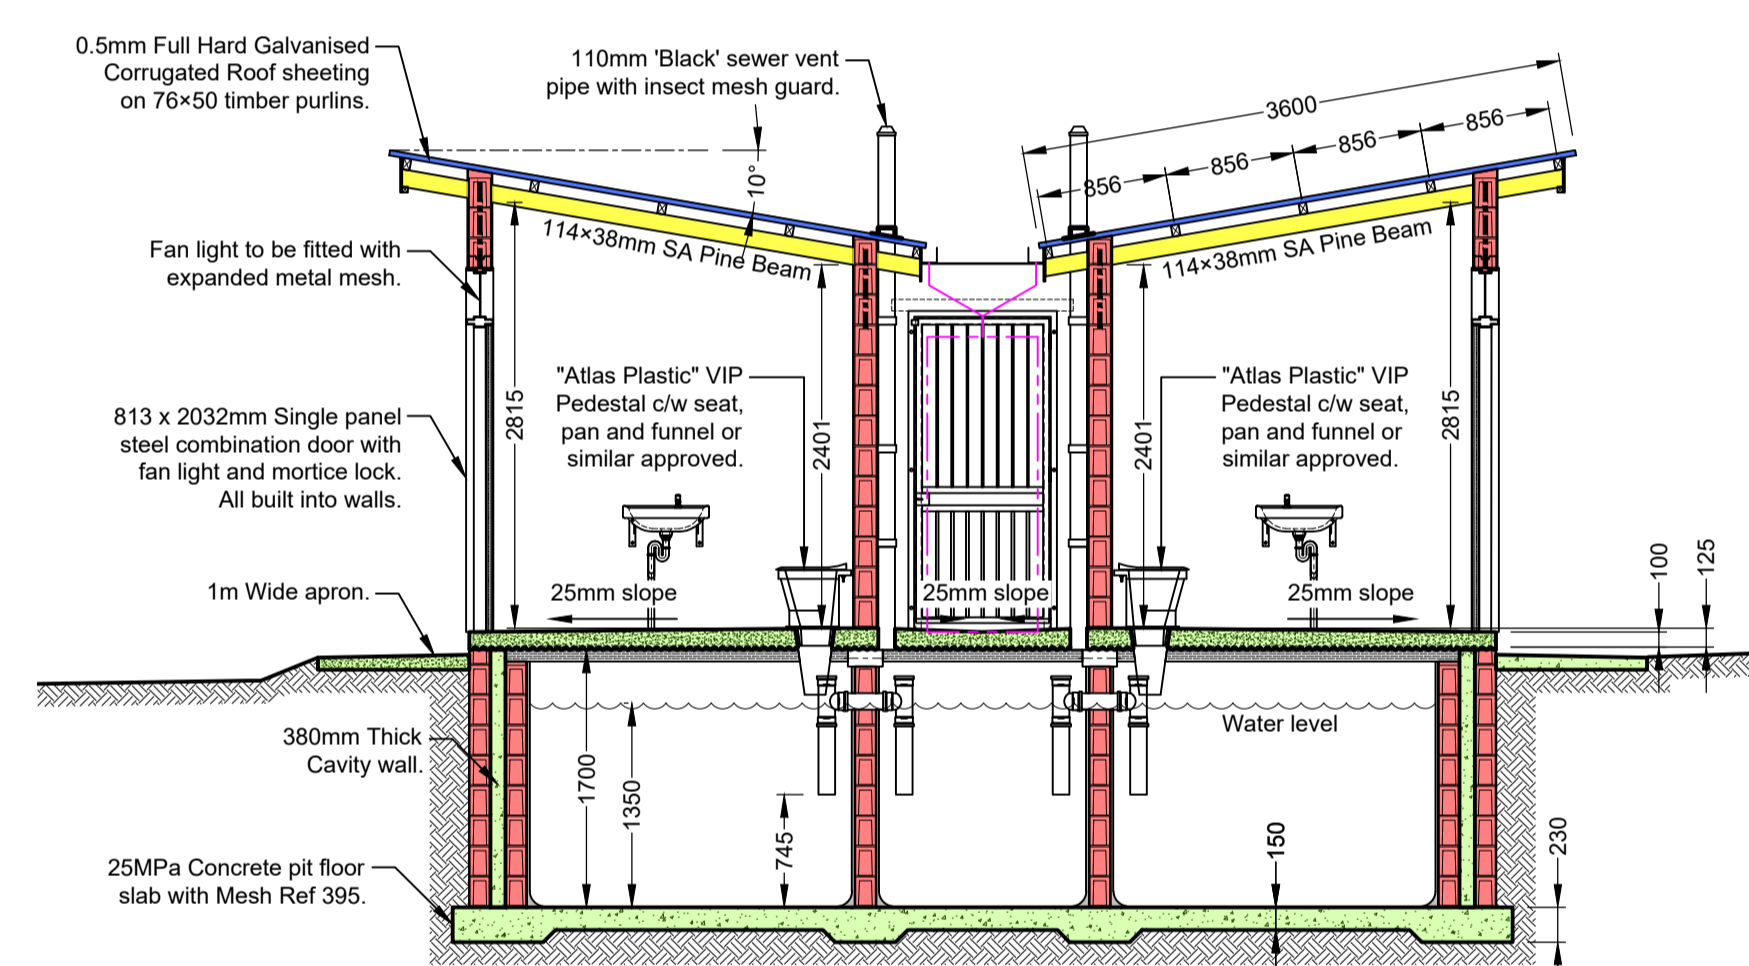 0.5mm Full Hard Galvanised
Corrugated Roof sheeting
on 76×50 timber purlins.
110mm 'Black' sewer vent
pipe with insect mesh guard.
3600
856
856
856
856
10°
114×38mm SA Pine Beam
114×38mm SA Pine Beam
Fan light to be fitted with
expanded metal mesh.
813 x 2032mm Single panel
steel combination door with
fan light and mortice lock.
All built into walls.
2815
"Atlas Plastic" VIP
Pedestal c/w seat,
pan and funnel or
similar approved.
2401
2401
"Atlas Plastic" VIP
Pedestal c/w seat,
pan and funnel or
similar approved.
2815
1m Wide apron.
25mm slope
25mm slope
25mm slope
100
125
380mm Thick
Cavity wall.
Water level
1700
1350
745
150
230
25MPa Concrete pit floor
slab with Mesh Ref 395.